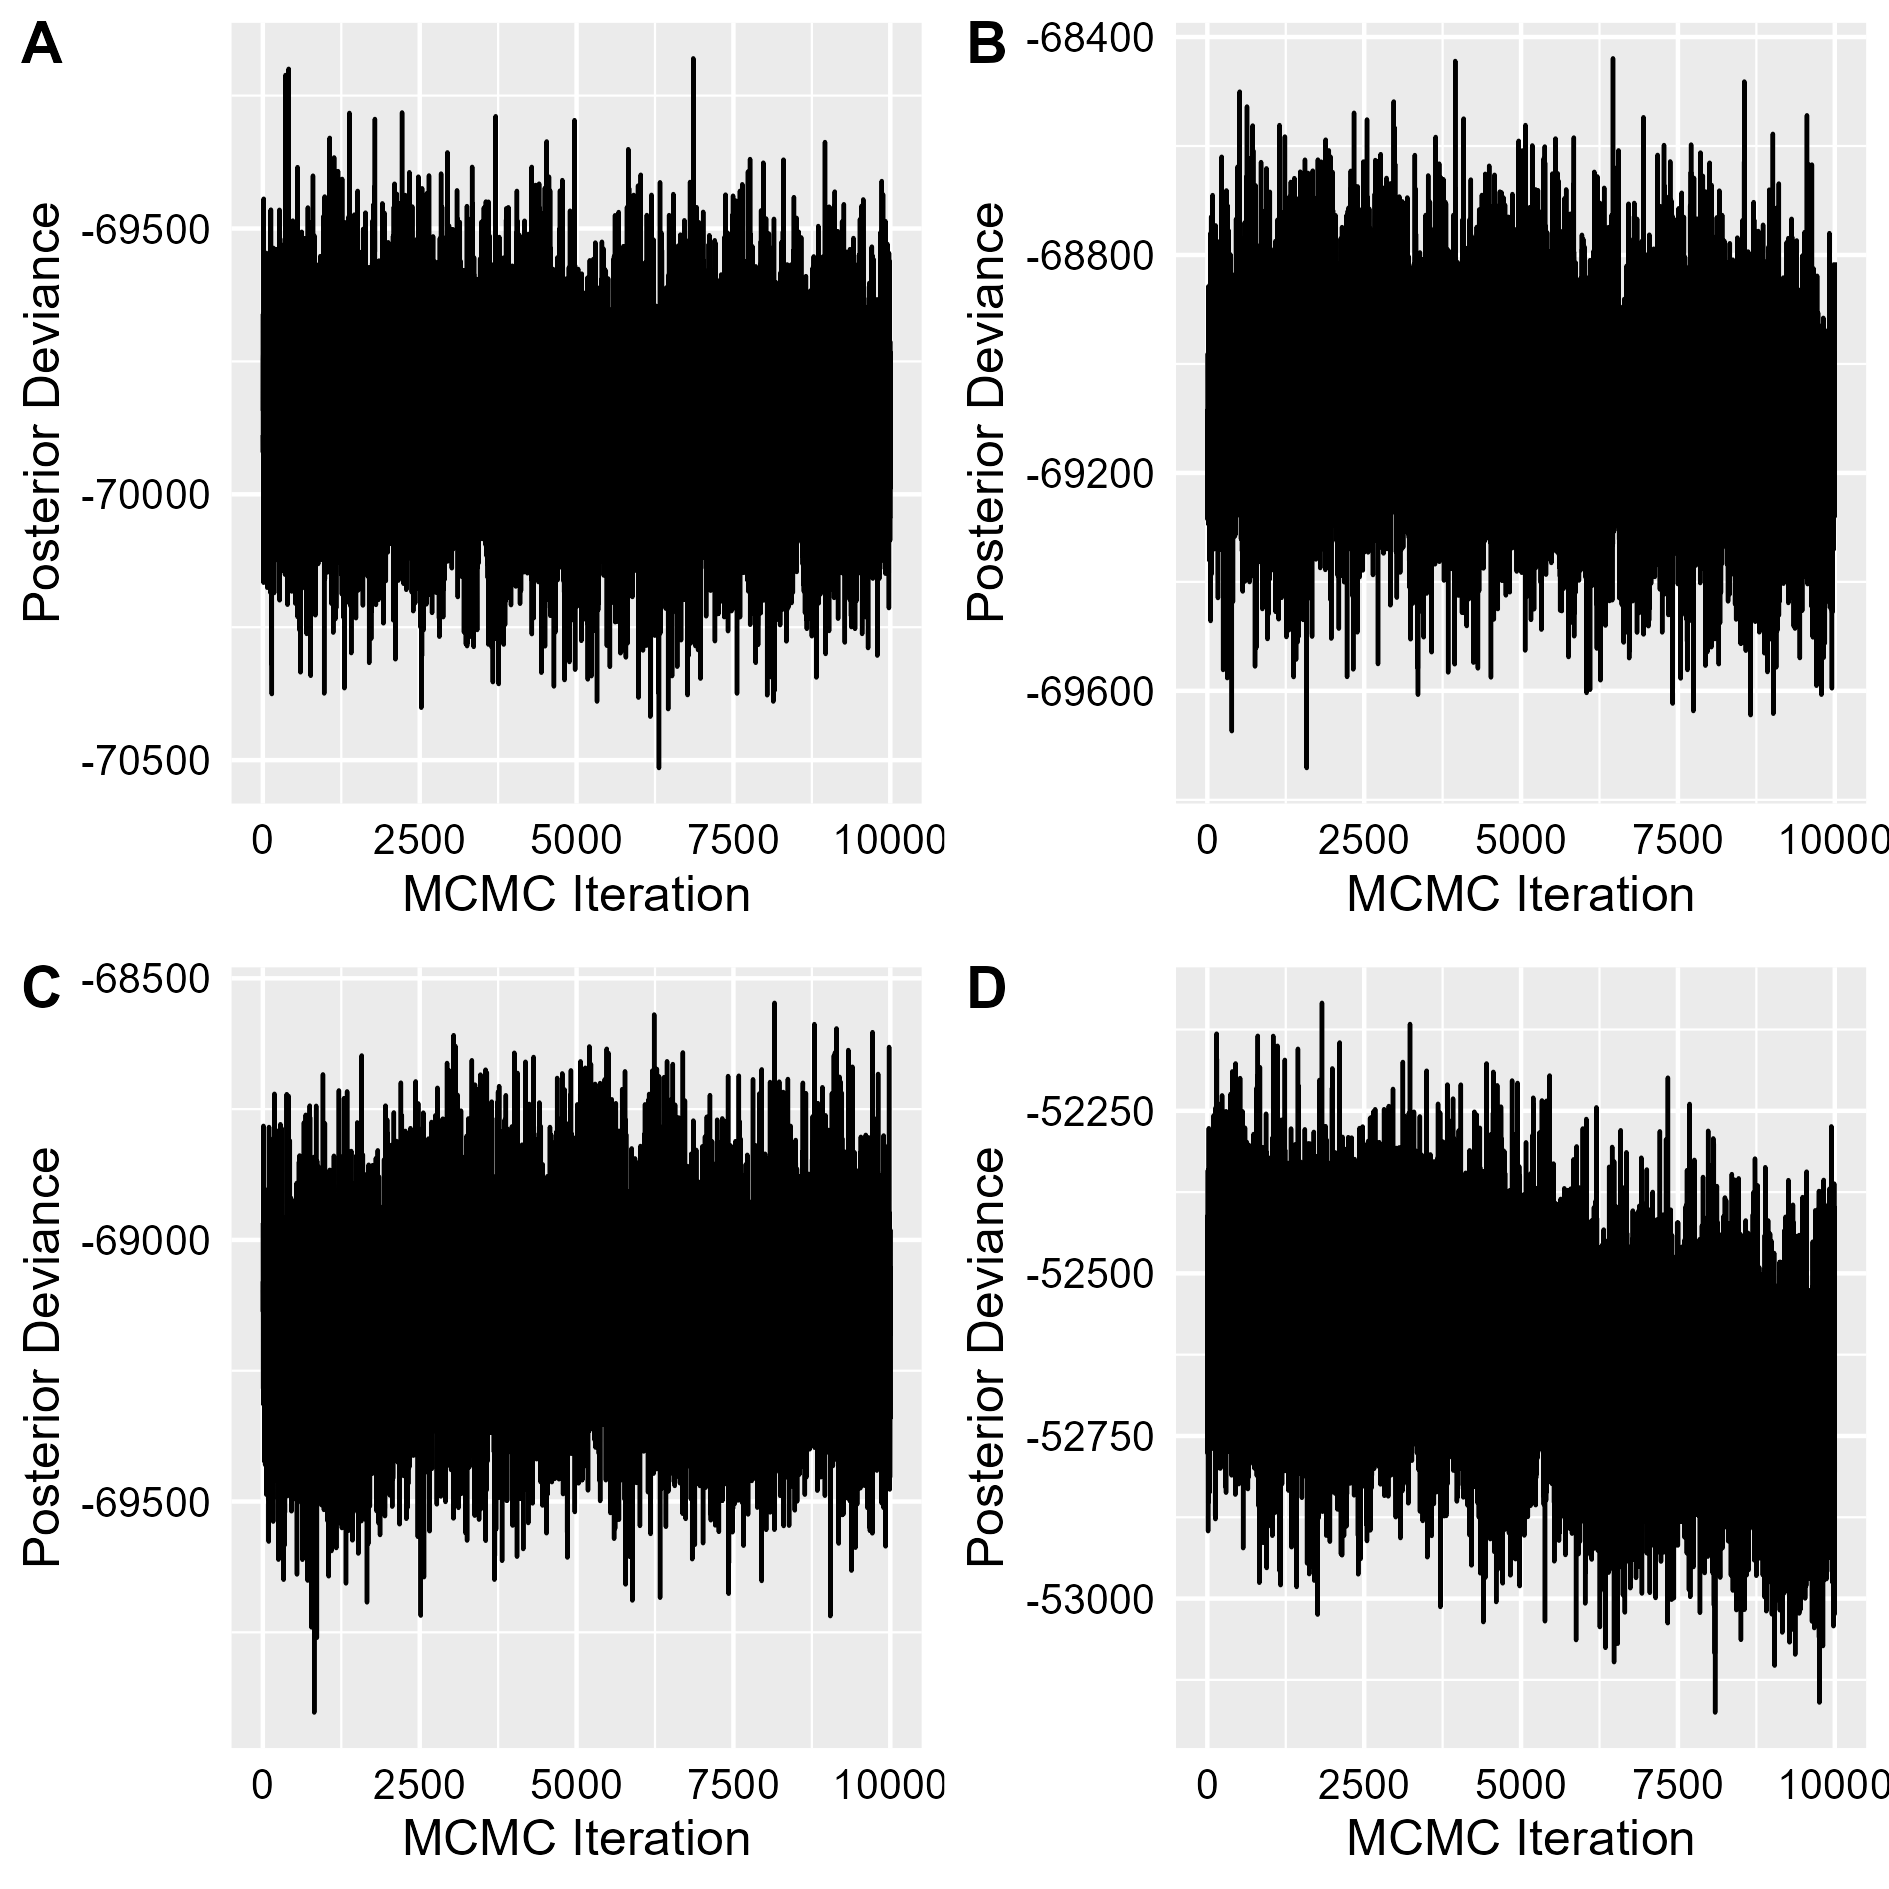 A
Posterior Deviance
-69500
-70000
-70500
0 2500 5000 7500 10000
MCMC Iteration
B
Posterior Deviance
-68400
-68800
-69200
-69600
0 2500 5000 7500 10000
MCMC Iteration
C
Posterior Deviance
-68500
-69000
-69500
0 2500 5000 7500 10000
MCMC Iteration
D
Posterior Deviance
-52250
-52500
-52750
-53000
0 2500 5000 7500 10000
MCMC Iteration